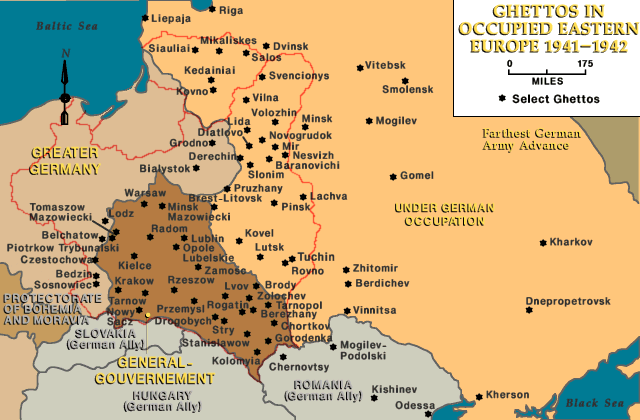 GHETTOS IN
OCCUPIED EASTERN
EUROPE 1941–1942
0 175
MILES
Select Ghettos
Baltic Sea
N
Riga
Liepaja
Siauliai
Mikaliskes
Dvinsk
Salos
Kedainiai
Svencionys
Vitebsk
Smolensk
Kovno
Vilna
Volozhin
Lida
Minsk
Mogilev
Diatlovo
Novogrudok
Farthest German
Army Advance
Grodno
Mir
Derechin
Nesvizh
Baranovichi
GREATER
GERMANY
Bialystok
Slonim
Gomel
Pruzhany
Warsaw
Brest-Litovsk
Lachva
Minsk
Mazowiecki
Pinsk
UNDER GERMAN
OCCUPATION
Tomaszow
Mazowiecki
Lodz
Belchatow
Radom
Lublin
Kovel
Kharkov
Piotrkow Trybunalski
Opole
Lutsk
Czestochowa
Lubelskie
Tuchin
Kielce
Zamosc
Rovno
Zhitomir
Bedzin
Sosnowiec
Krakow
Rzeszow
Lvov
Brody
Berdichev
PROTECTORATE
OF BOHEMIA
AND MORAVIA
Tarnow
Zolochev
Dnepropetrovsk
Nowy
Sacz
Przemysl
Rogatin
Tarnopol
Vinnitsa
Drogobych
Berezhany
Stry
Chortkov
SLOVAKIA
(German Ally)
Stanislawow
Gorodenka
Mogilev-
Podolski
GENERAL-
GOUVERNEMENT
Kolomyia
Chernovtsy
HUNGARY
(German Ally)
ROMANIA
(German Ally)
Kishinev
Kherson
Odessa
Black Sea